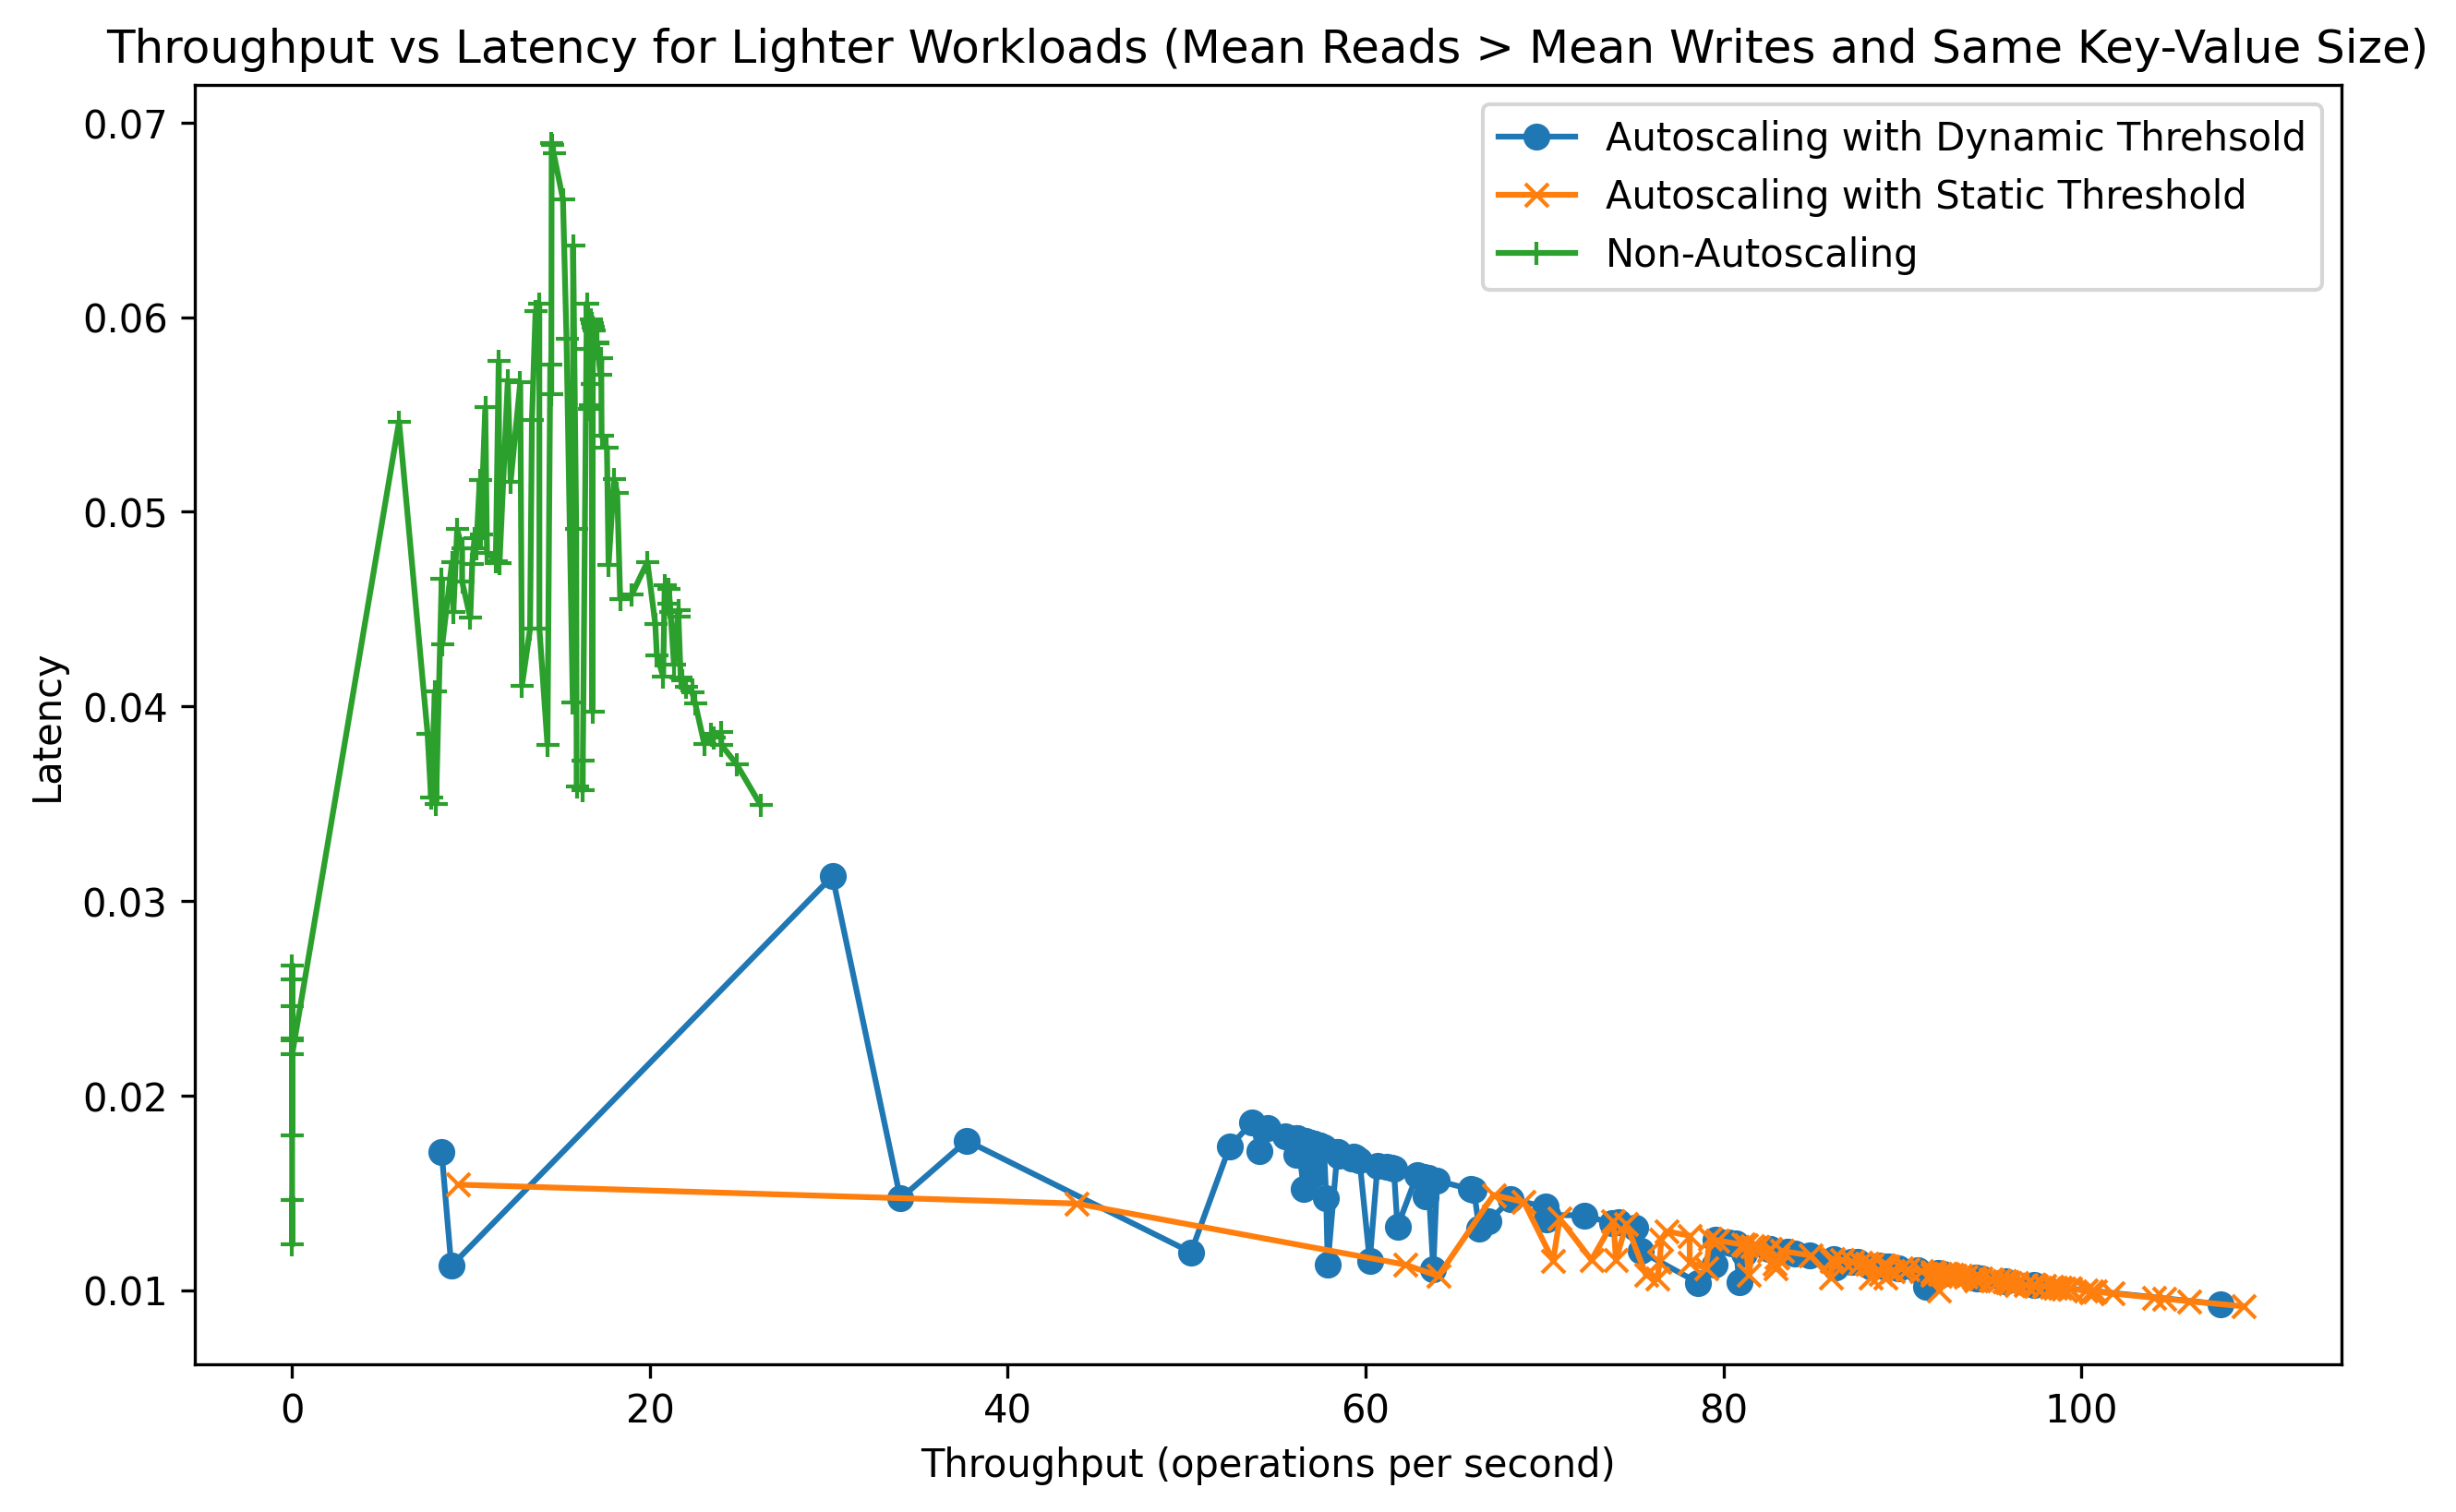 Throughput vs Latency for Lighter Workloads (Mean Reads > Mean Writes and Same Key-Value Size)
Autoscaling with Dynamic Threhsold
Autoscaling with Static Threshold
Non-Autoscaling
Latency
0.07
0.06
0.05
0.04
0.03
0.02
0.01
0 20 40 60 80 100
Throughput (operations per second)